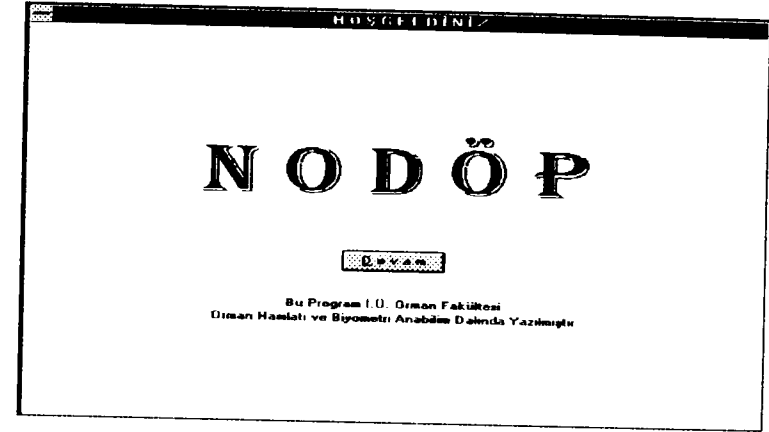 HOŞGELDİNİZ
NODÖP
Devam
Bu Program İ.Ü. Orman Fakültesi
Orman Hasılatı ve Biyometri Anabilim Dalında Yazılmıştır